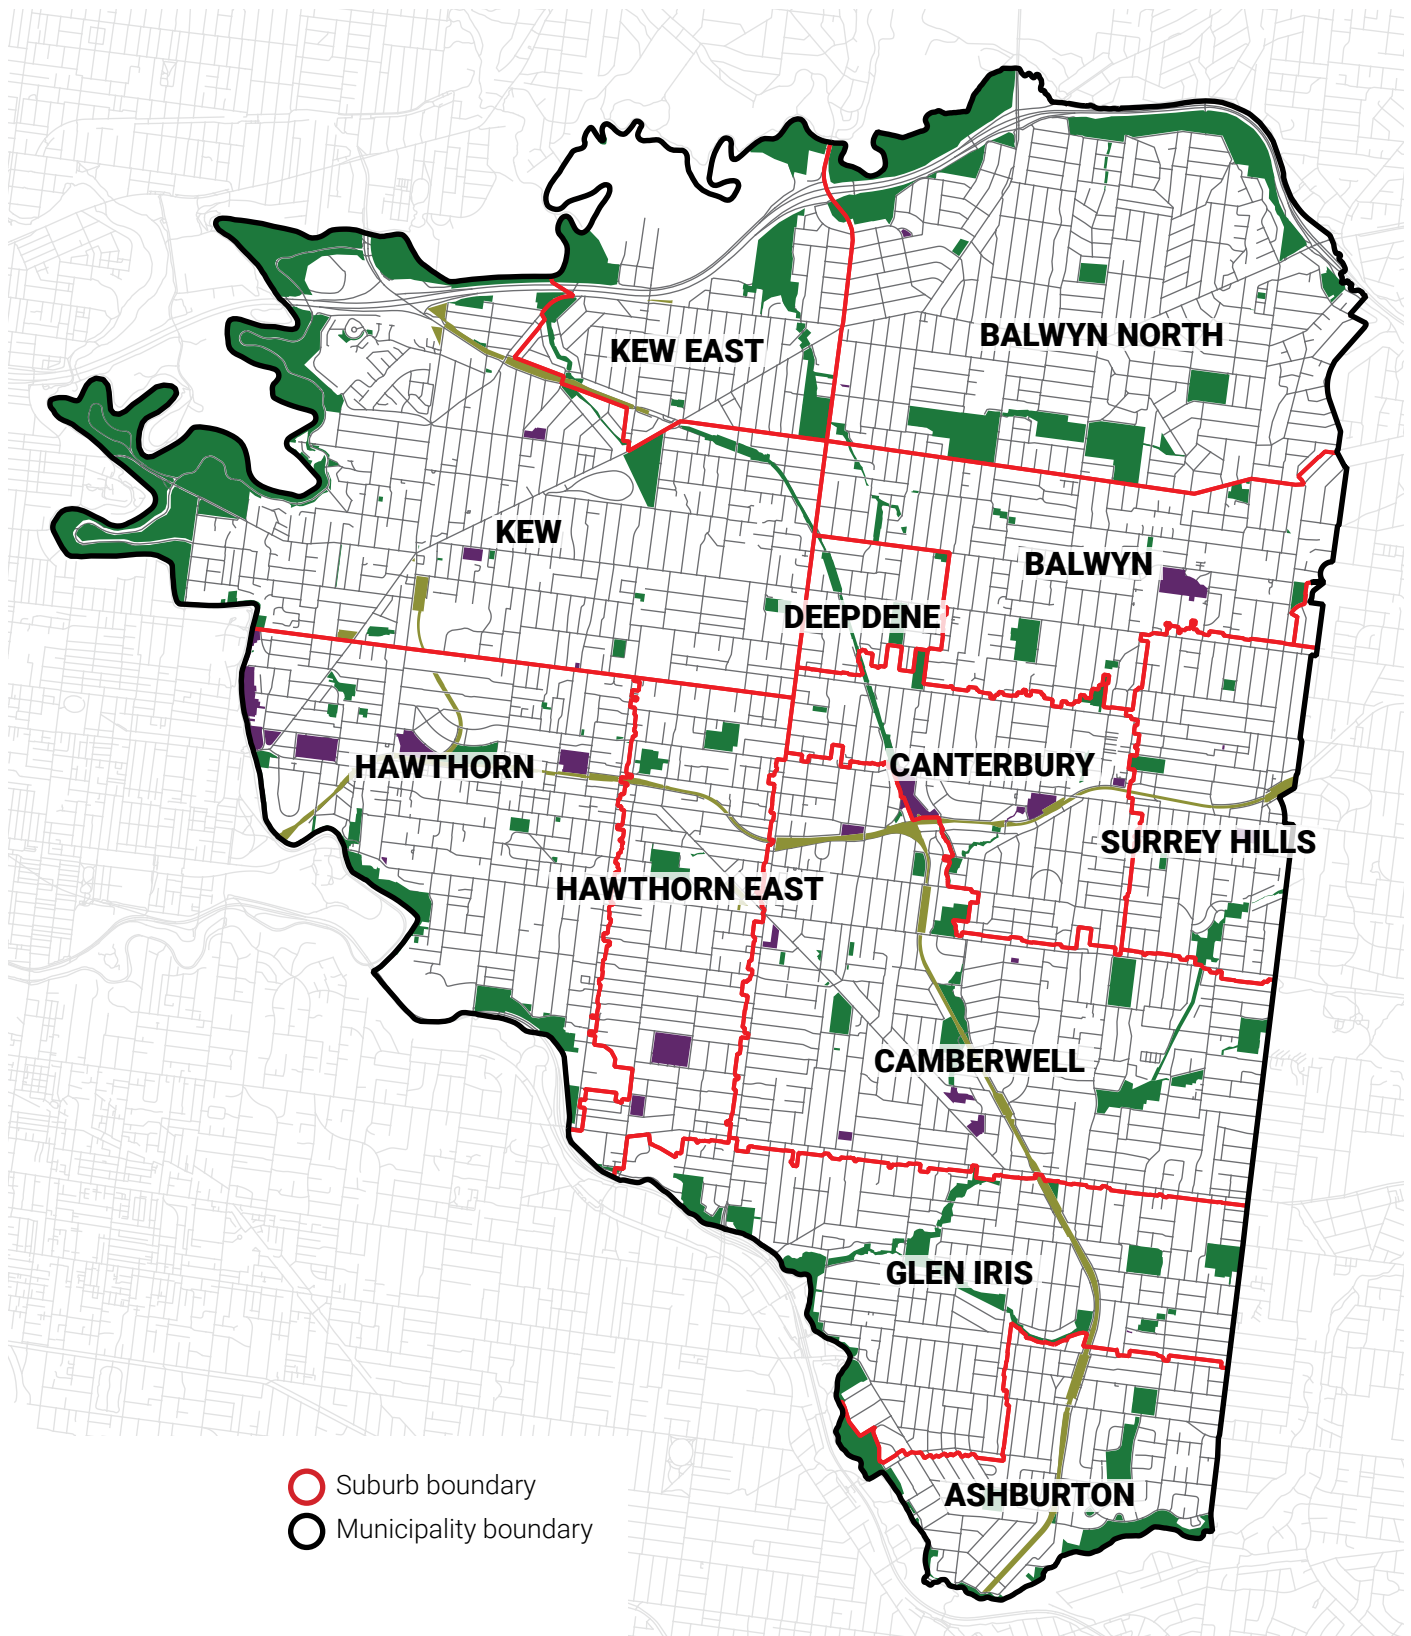 BALWYN NORTH
KEW EAST
KEW
BALWYN
DEEPDENE
HAWTHORN
CANTERBURY
SURREY HILLS
HAWTHORN EAST
CAMBERWELL
GLEN IRIS
ASHBURTON
Suburb boundary
Municipality boundary